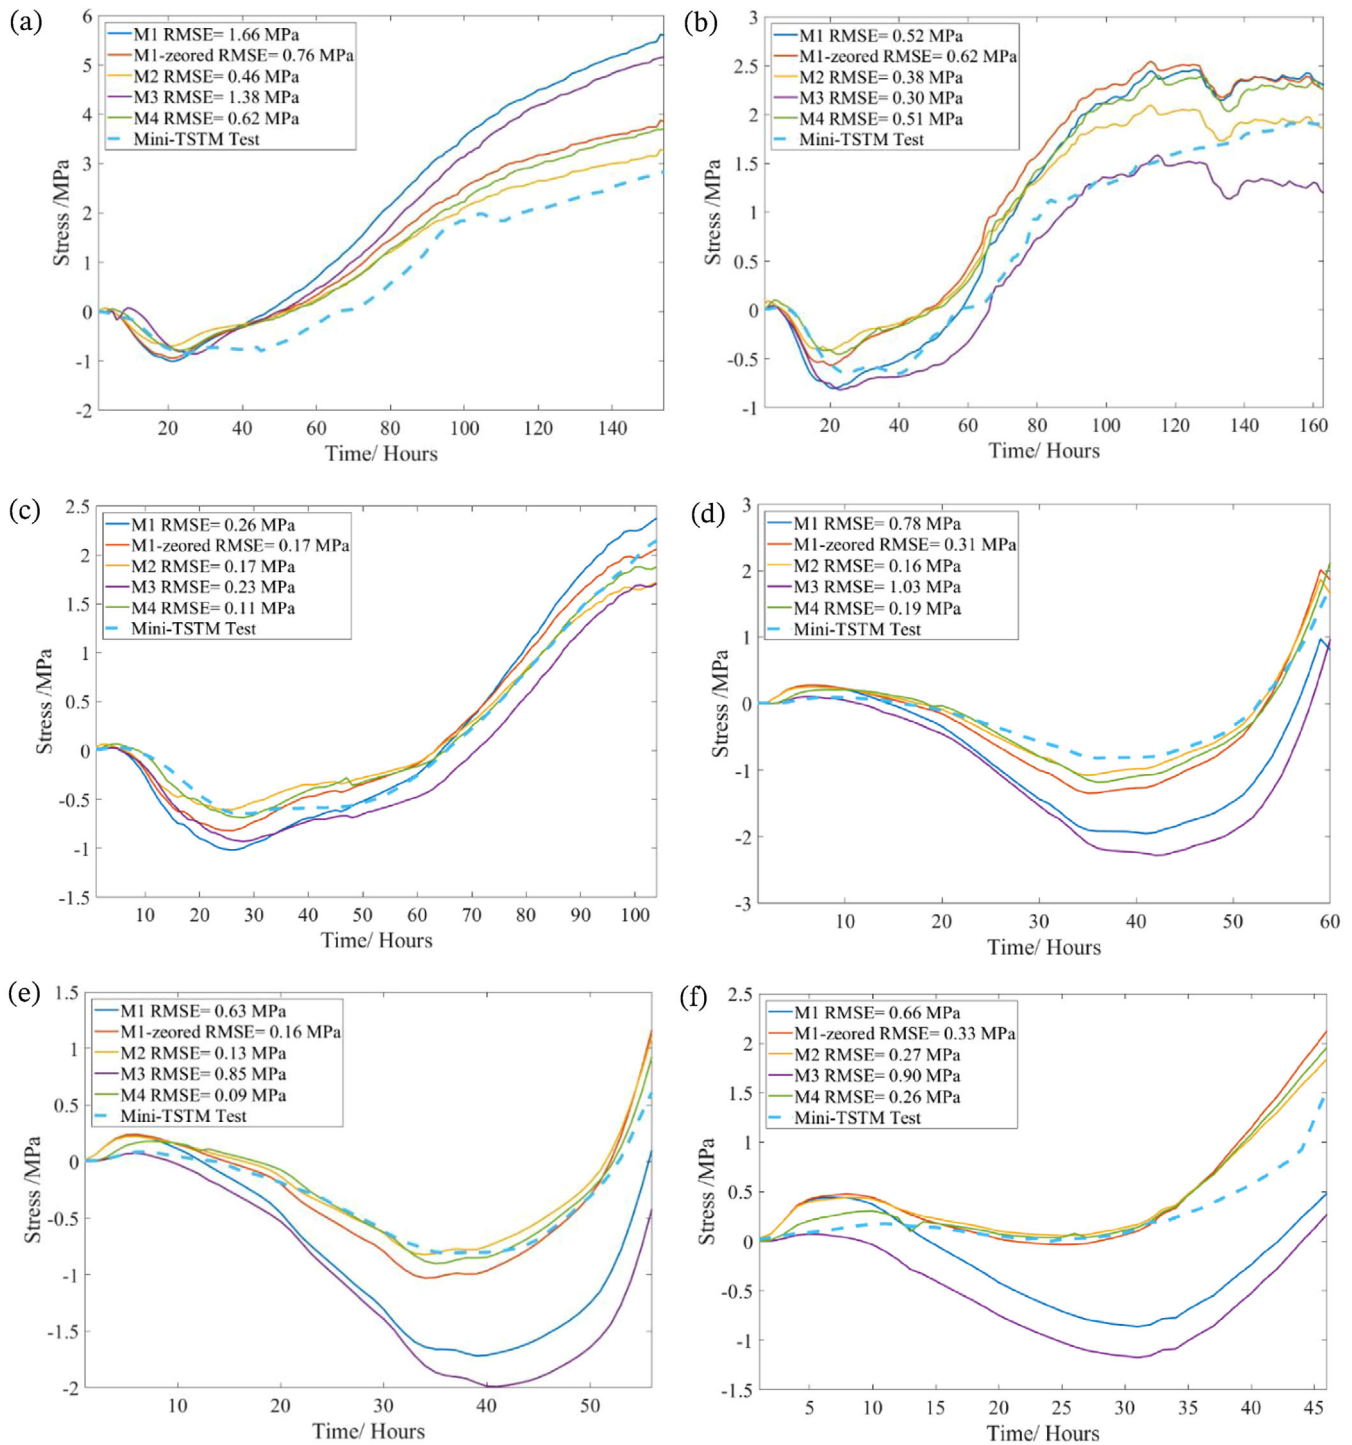 (a)
M1 RMSE= 1.66 MPa
M1-zeored RMSE= 0.76 MPa
M2 RMSE= 0.46 MPa
M3 RMSE= 1.38 MPa
M4 RMSE= 0.62 MPa
Mini-TSTM Test
6
5
4
3
2
1
0
-1
-2
Stress /MPa
20 40 60 80 100 120 140
Time/ Hours
(b)
M1 RMSE= 0.52 MPa
M1-zeored RMSE= 0.62 MPa
M2 RMSE= 0.38 MPa
M3 RMSE= 0.30 MPa
M4 RMSE= 0.51 MPa
Mini-TSTM Test
3
2.5
2
1.5
1
0.5
0
-0.5
-1
Stress /MPa
20 40 60 80 100 120 140 160
Time/ Hours
(c)
M1 RMSE= 0.26 MPa
M1-zeored RMSE= 0.17 MPa
M2 RMSE= 0.17 MPa
M3 RMSE= 0.23 MPa
M4 RMSE= 0.11 MPa
Mini-TSTM Test
2.5
2
1.5
1
0.5
0
-0.5
-1
-1.5
Stress /MPa
10 20 30 40 50 60 70 80 90 100
Time/ Hours
(d)
M1 RMSE= 0.78 MPa
M1-zeored RMSE= 0.31 MPa
M2 RMSE= 0.16 MPa
M3 RMSE= 1.03 MPa
M4 RMSE= 0.19 MPa
Mini-TSTM Test
3
2
1
0
-1
-2
-3
Stress /MPa
10 20 30 40 50 60
Time/ Hours
(e)
M1 RMSE= 0.63 MPa
M1-zeored RMSE= 0.16 MPa
M2 RMSE= 0.13 MPa
M3 RMSE= 0.85 MPa
M4 RMSE= 0.09 MPa
Mini-TSTM Test
1.5
1
0.5
0
-0.5
-1
-1.5
-2
Stress /MPa
10 20 30 40 50
Time/ Hours
(f)
M1 RMSE= 0.66 MPa
M1-zeored RMSE= 0.33 MPa
M2 RMSE= 0.27 MPa
M3 RMSE= 0.90 MPa
M4 RMSE= 0.26 MPa
Mini-TSTM Test
2.5
2
1.5
1
0.5
0
-0.5
-1
-1.5
Stress /MPa
5 10 15 20 25 30 35 40 45
Time/ Hours